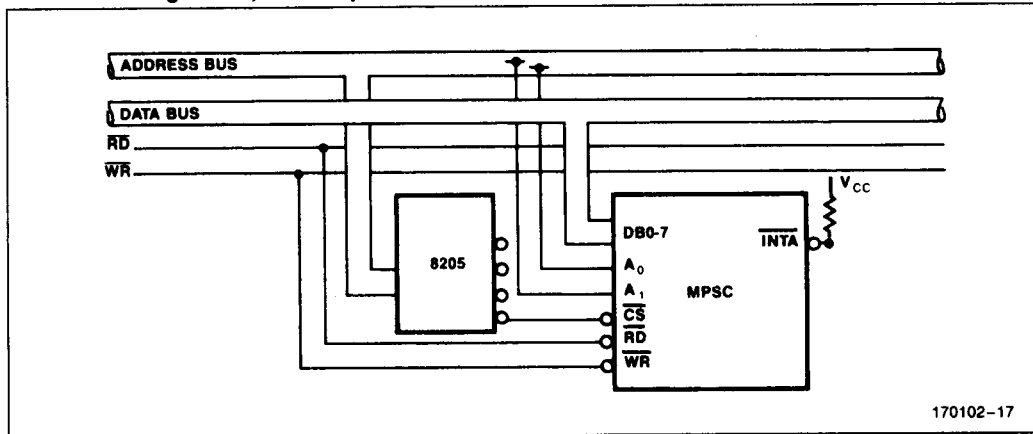 ADDRESS BUS
DATA BUS
RD
WR
VCC
8205
DB0-7
INTA
A0
A1
MPSC
CS
RD
WR
170102-17